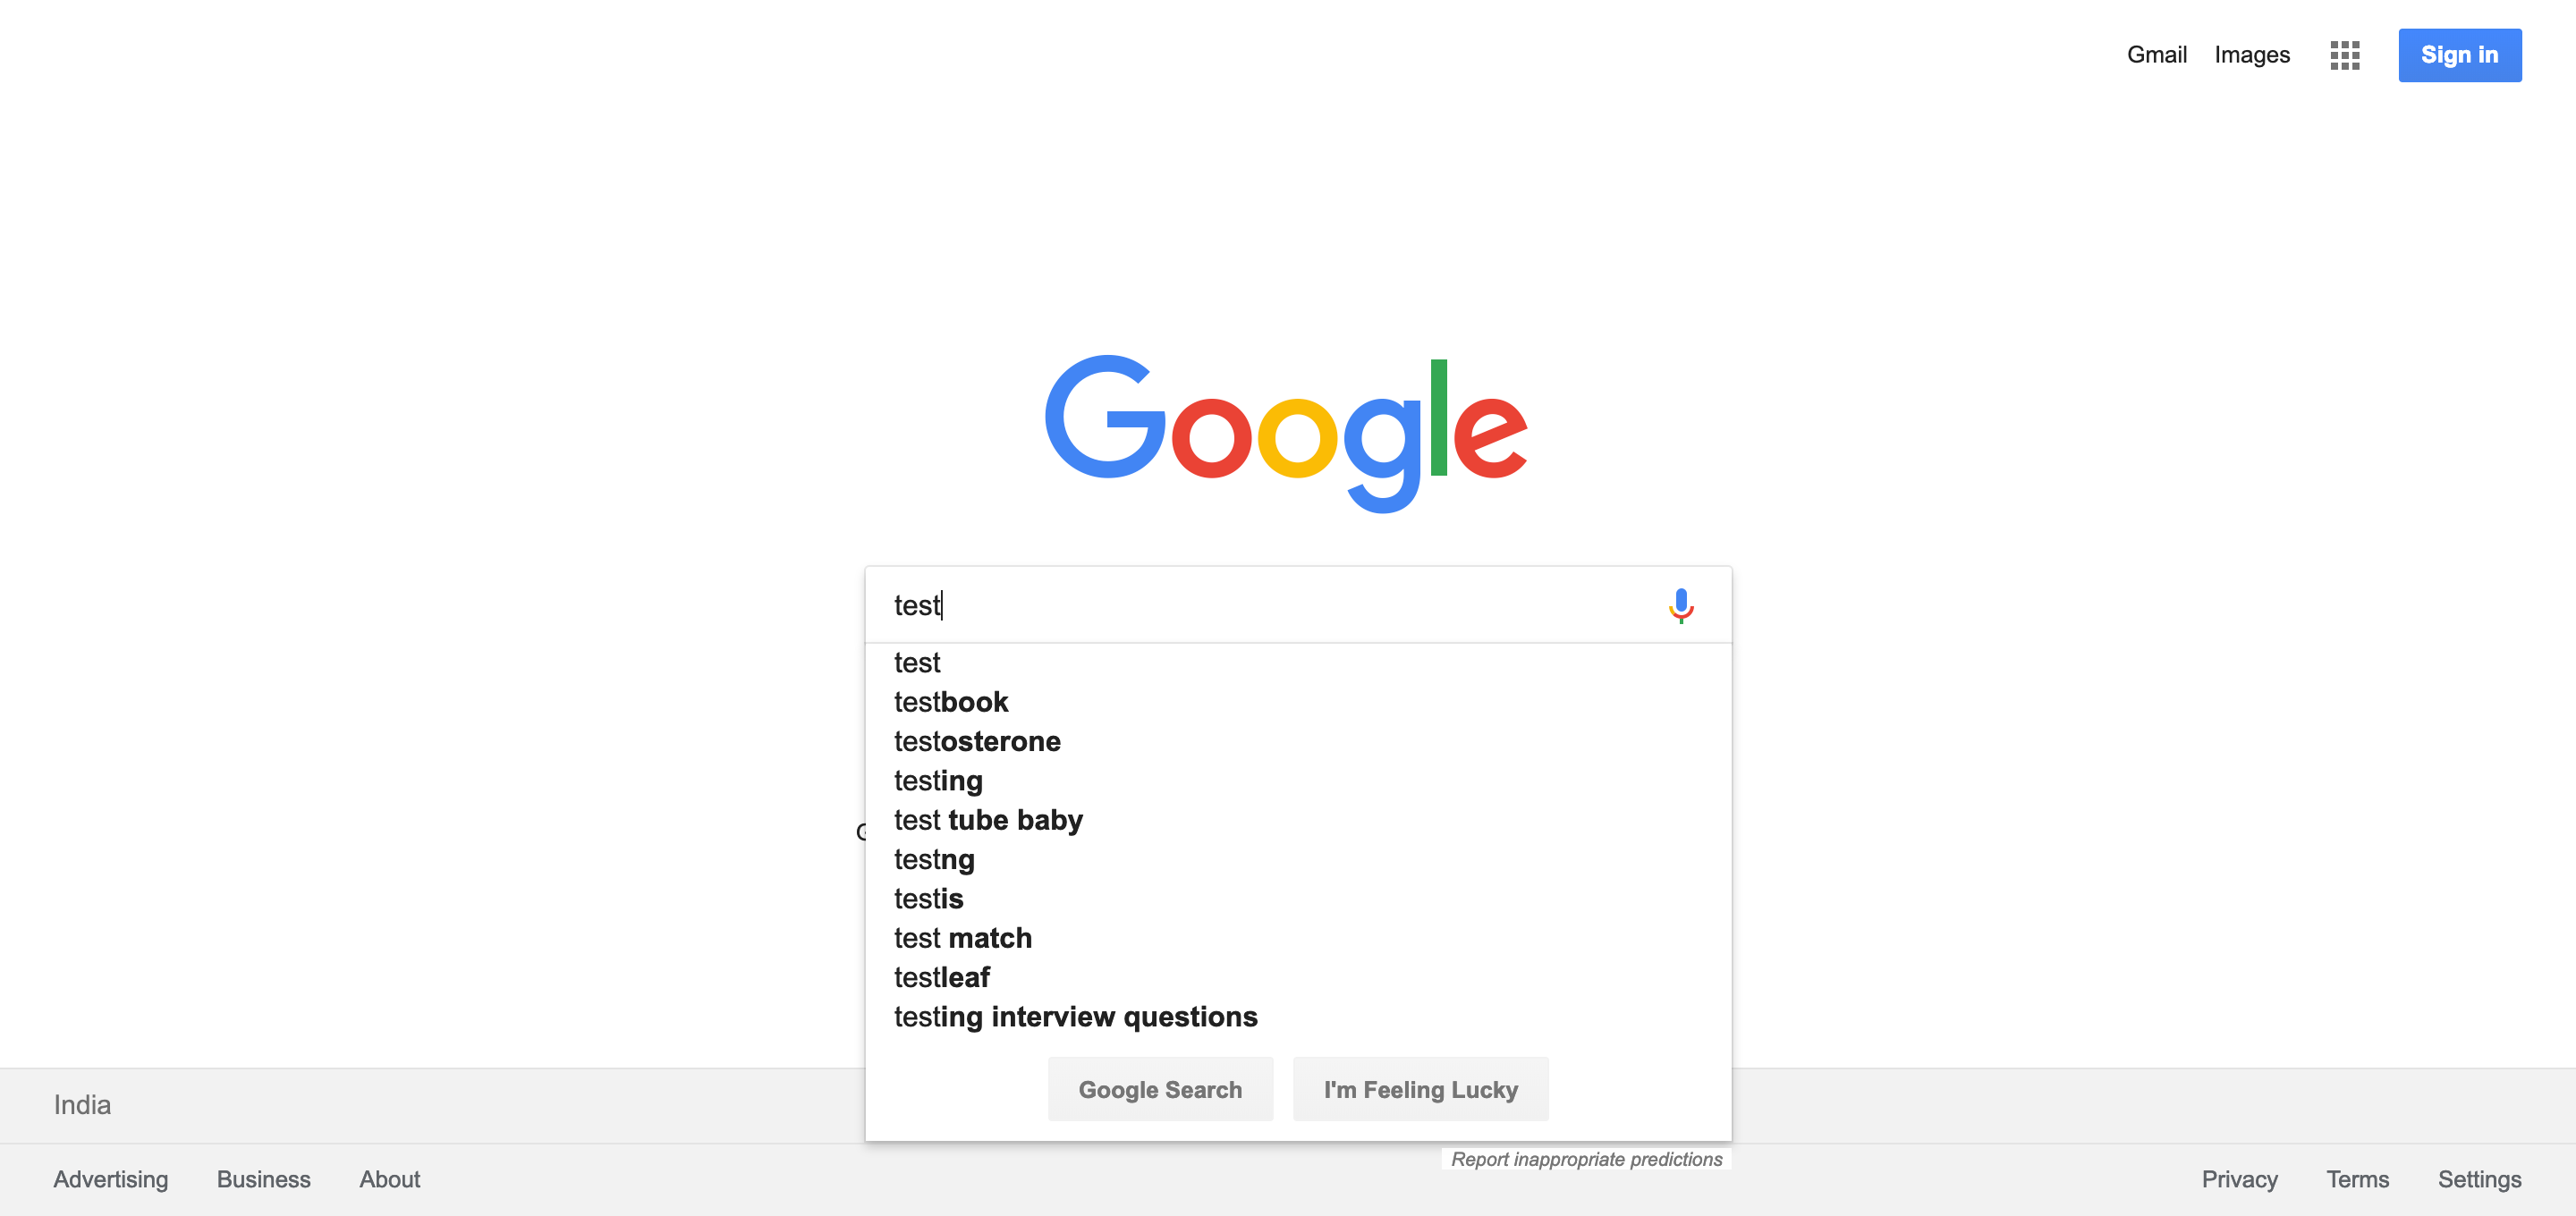 Gmail Images Sign in
Google
test
test
testbook
testosterone
testing
test tube baby
testng
testis
test match
testleaf
testing interview questions
Google Search I'm Feeling Lucky
India
Report inappropriate predictions
Advertising Business About Privacy Terms Settings